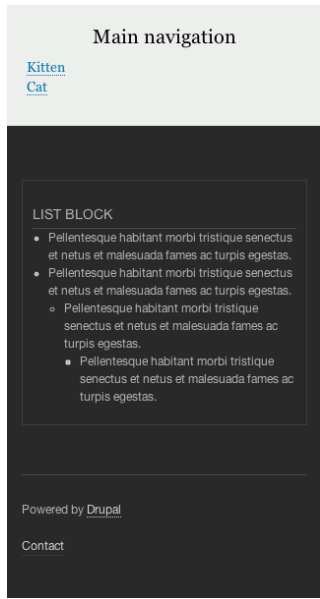 Main navigation
Kitten
Cat
LIST BLOCK
Pellentesque habitant morbi tristique senectus
et netus et malesuada fames ac turpis egestas.
Pellentesque habitant morbi tristique senectus
et netus et malesuada fames ac turpis egestas.
Pellentesque habitant morbi tristique
senectus et netus et malesuada fames ac
turpis egestas.
Pellentesque habitant morbi tristique
senectus et netus et malesuada fames ac
turpis egestas.
Powered by Drupal
Contact